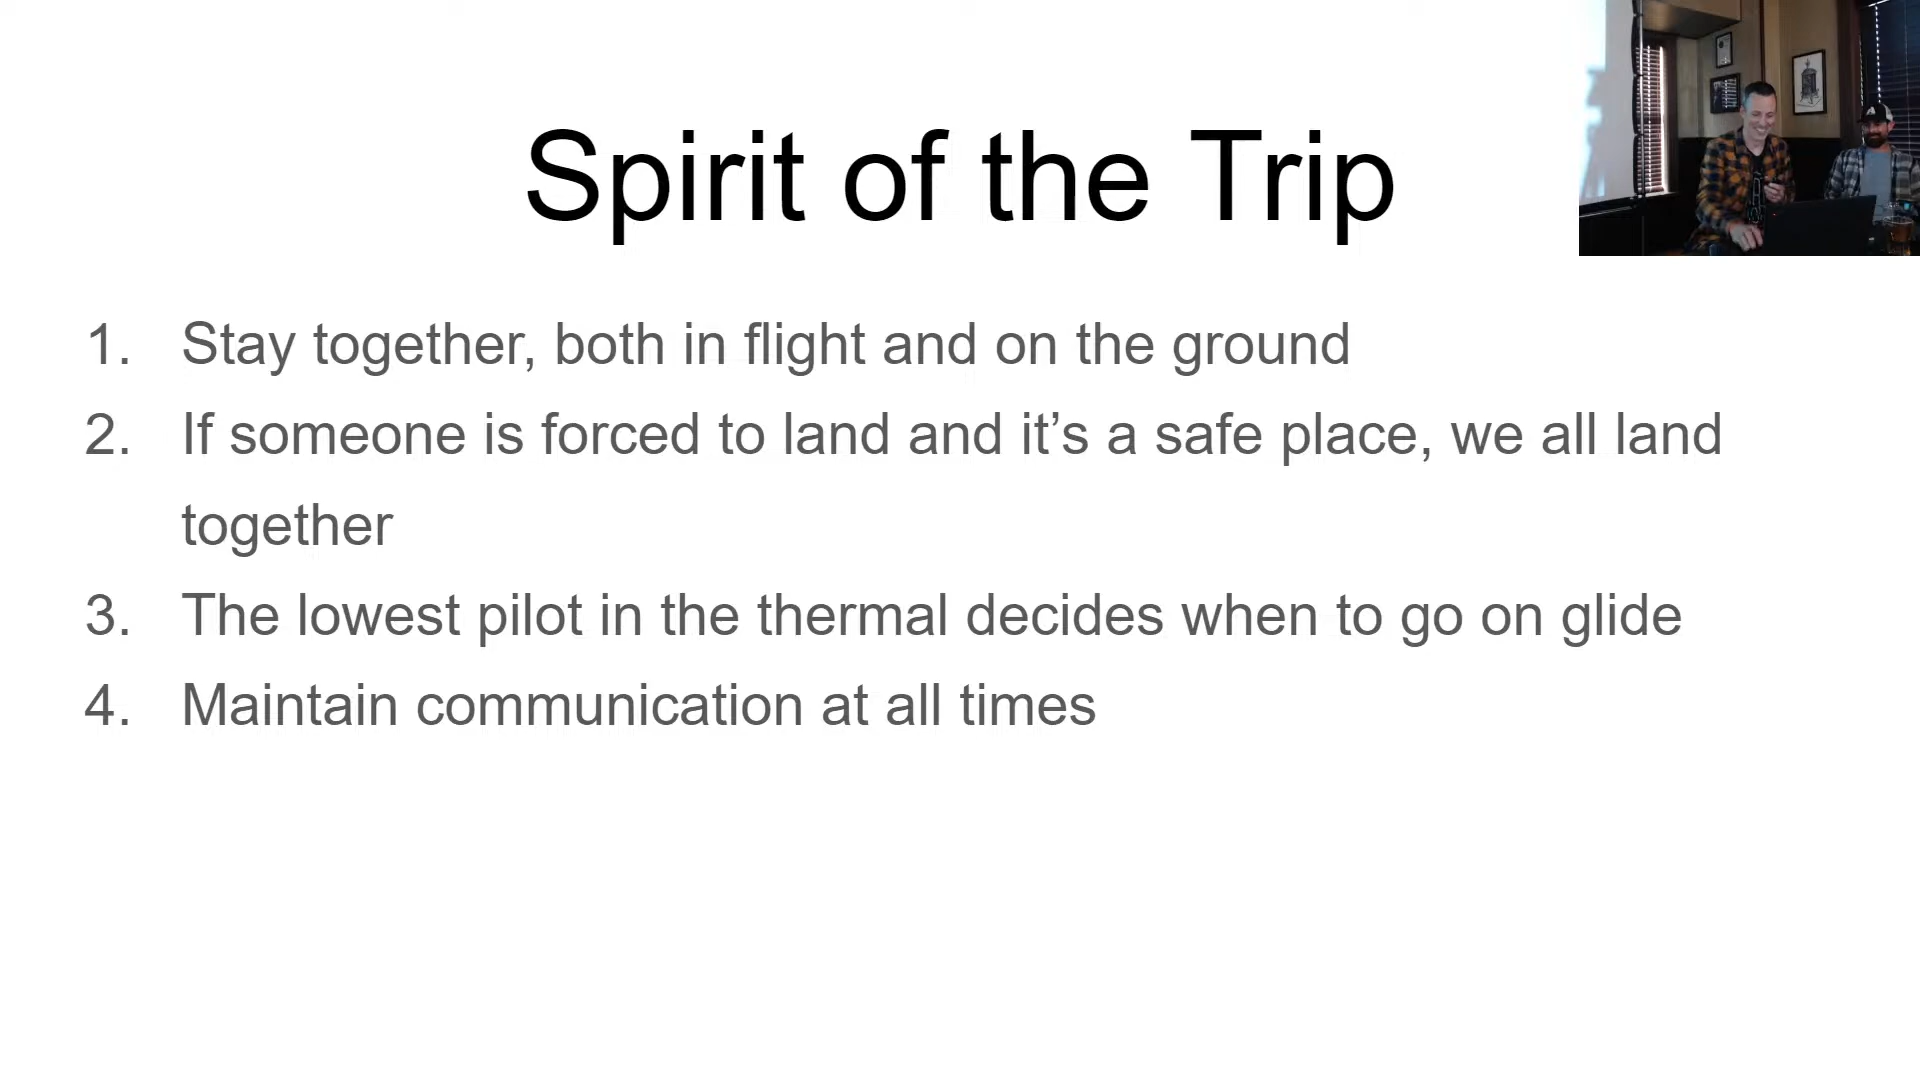 Spirit of the Trip
1. Stay together, both in flight and on the ground
2. If someone is forced to land and it’s a safe place, we all land
together
3. The lowest pilot in the thermal decides when to go on glide
4. Maintain communication at all times